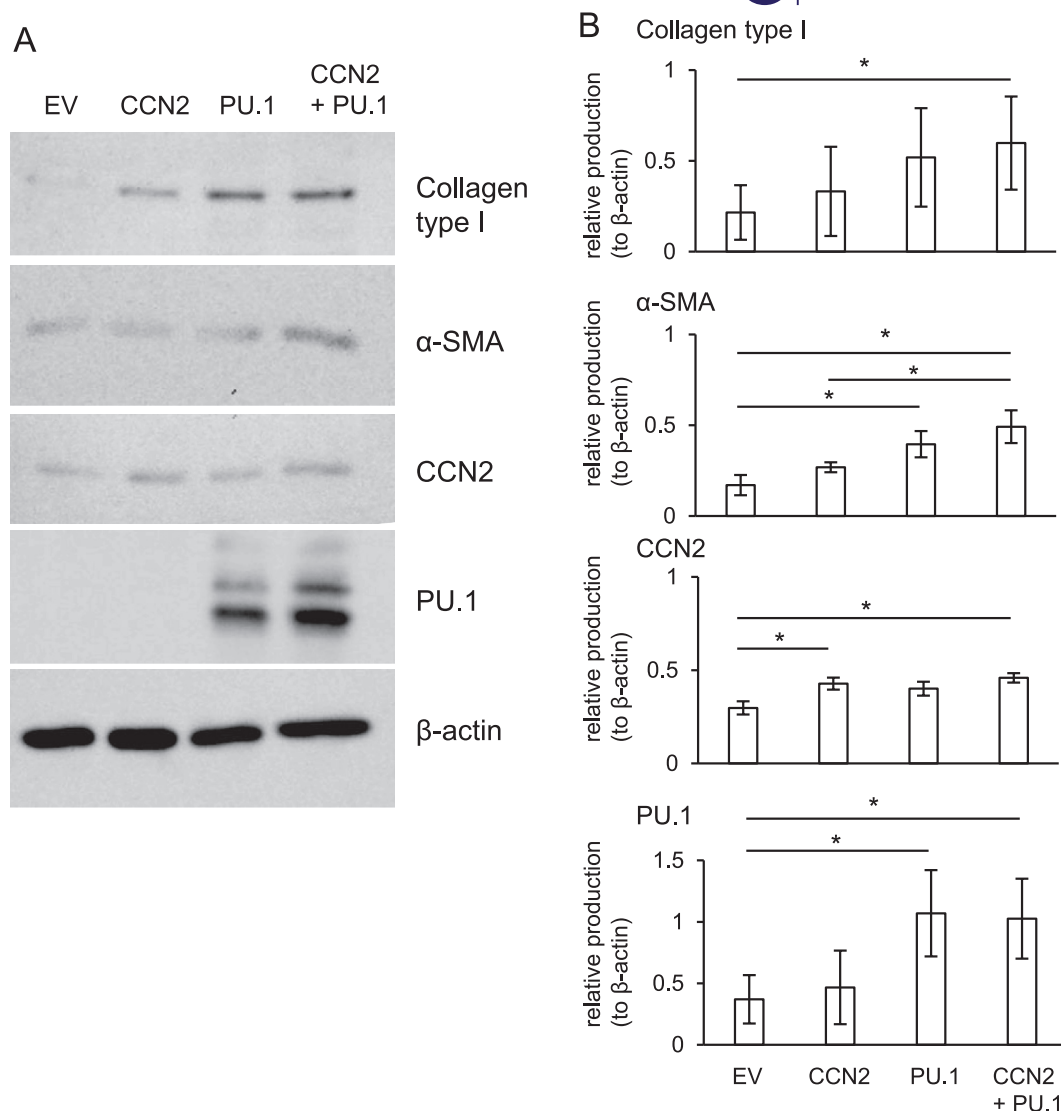 A
EV
CCN2
PU.1
CCN2
+ PU.1
Collagen
type I
α-SMA
CCN2
PU.1
β-actin
B
Collagen type I
relative production
(to β-actin)
1
0.5
0
*
α-SMA
relative production
(to β-actin)
1
0.5
0
*
*
*
CCN2
relative production
(to β-actin)
1
0.5
0
*
*
PU.1
relative production
(to β-actin)
1.5
1
0.5
0
*
*
EV
CCN2
PU.1
CCN2
+ PU.1